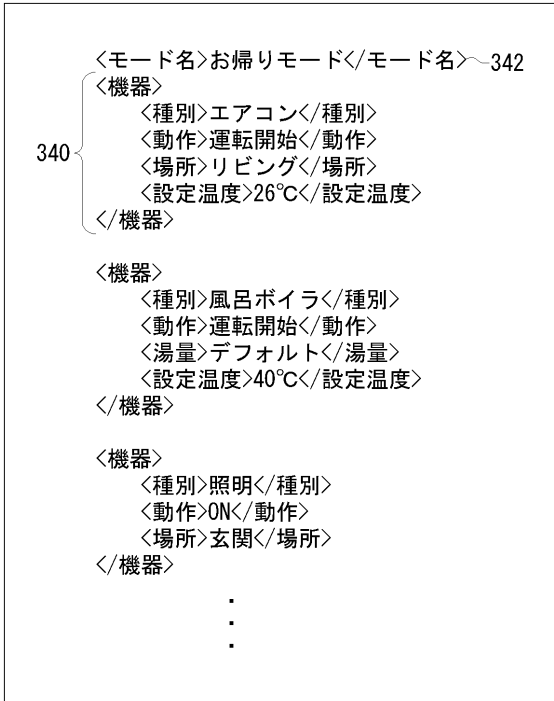 <モード名>お帰りモード</モード名> 342
<機器>
<種別>エアコン</種別>
<動作>運転開始</動作>
340 <場所>リビング</場所>
<設定温度>26℃</設定温度>
</機器>
<機器>
<種別>風呂ボイラ</種別>
<動作>運転開始</動作>
<湯量>デフォルト</湯量>
<設定温度>40℃</設定温度>
</機器>
<機器>
<種別>照明</種別>
<動作>ON</動作>
<場所>玄関</場所>
</機器>